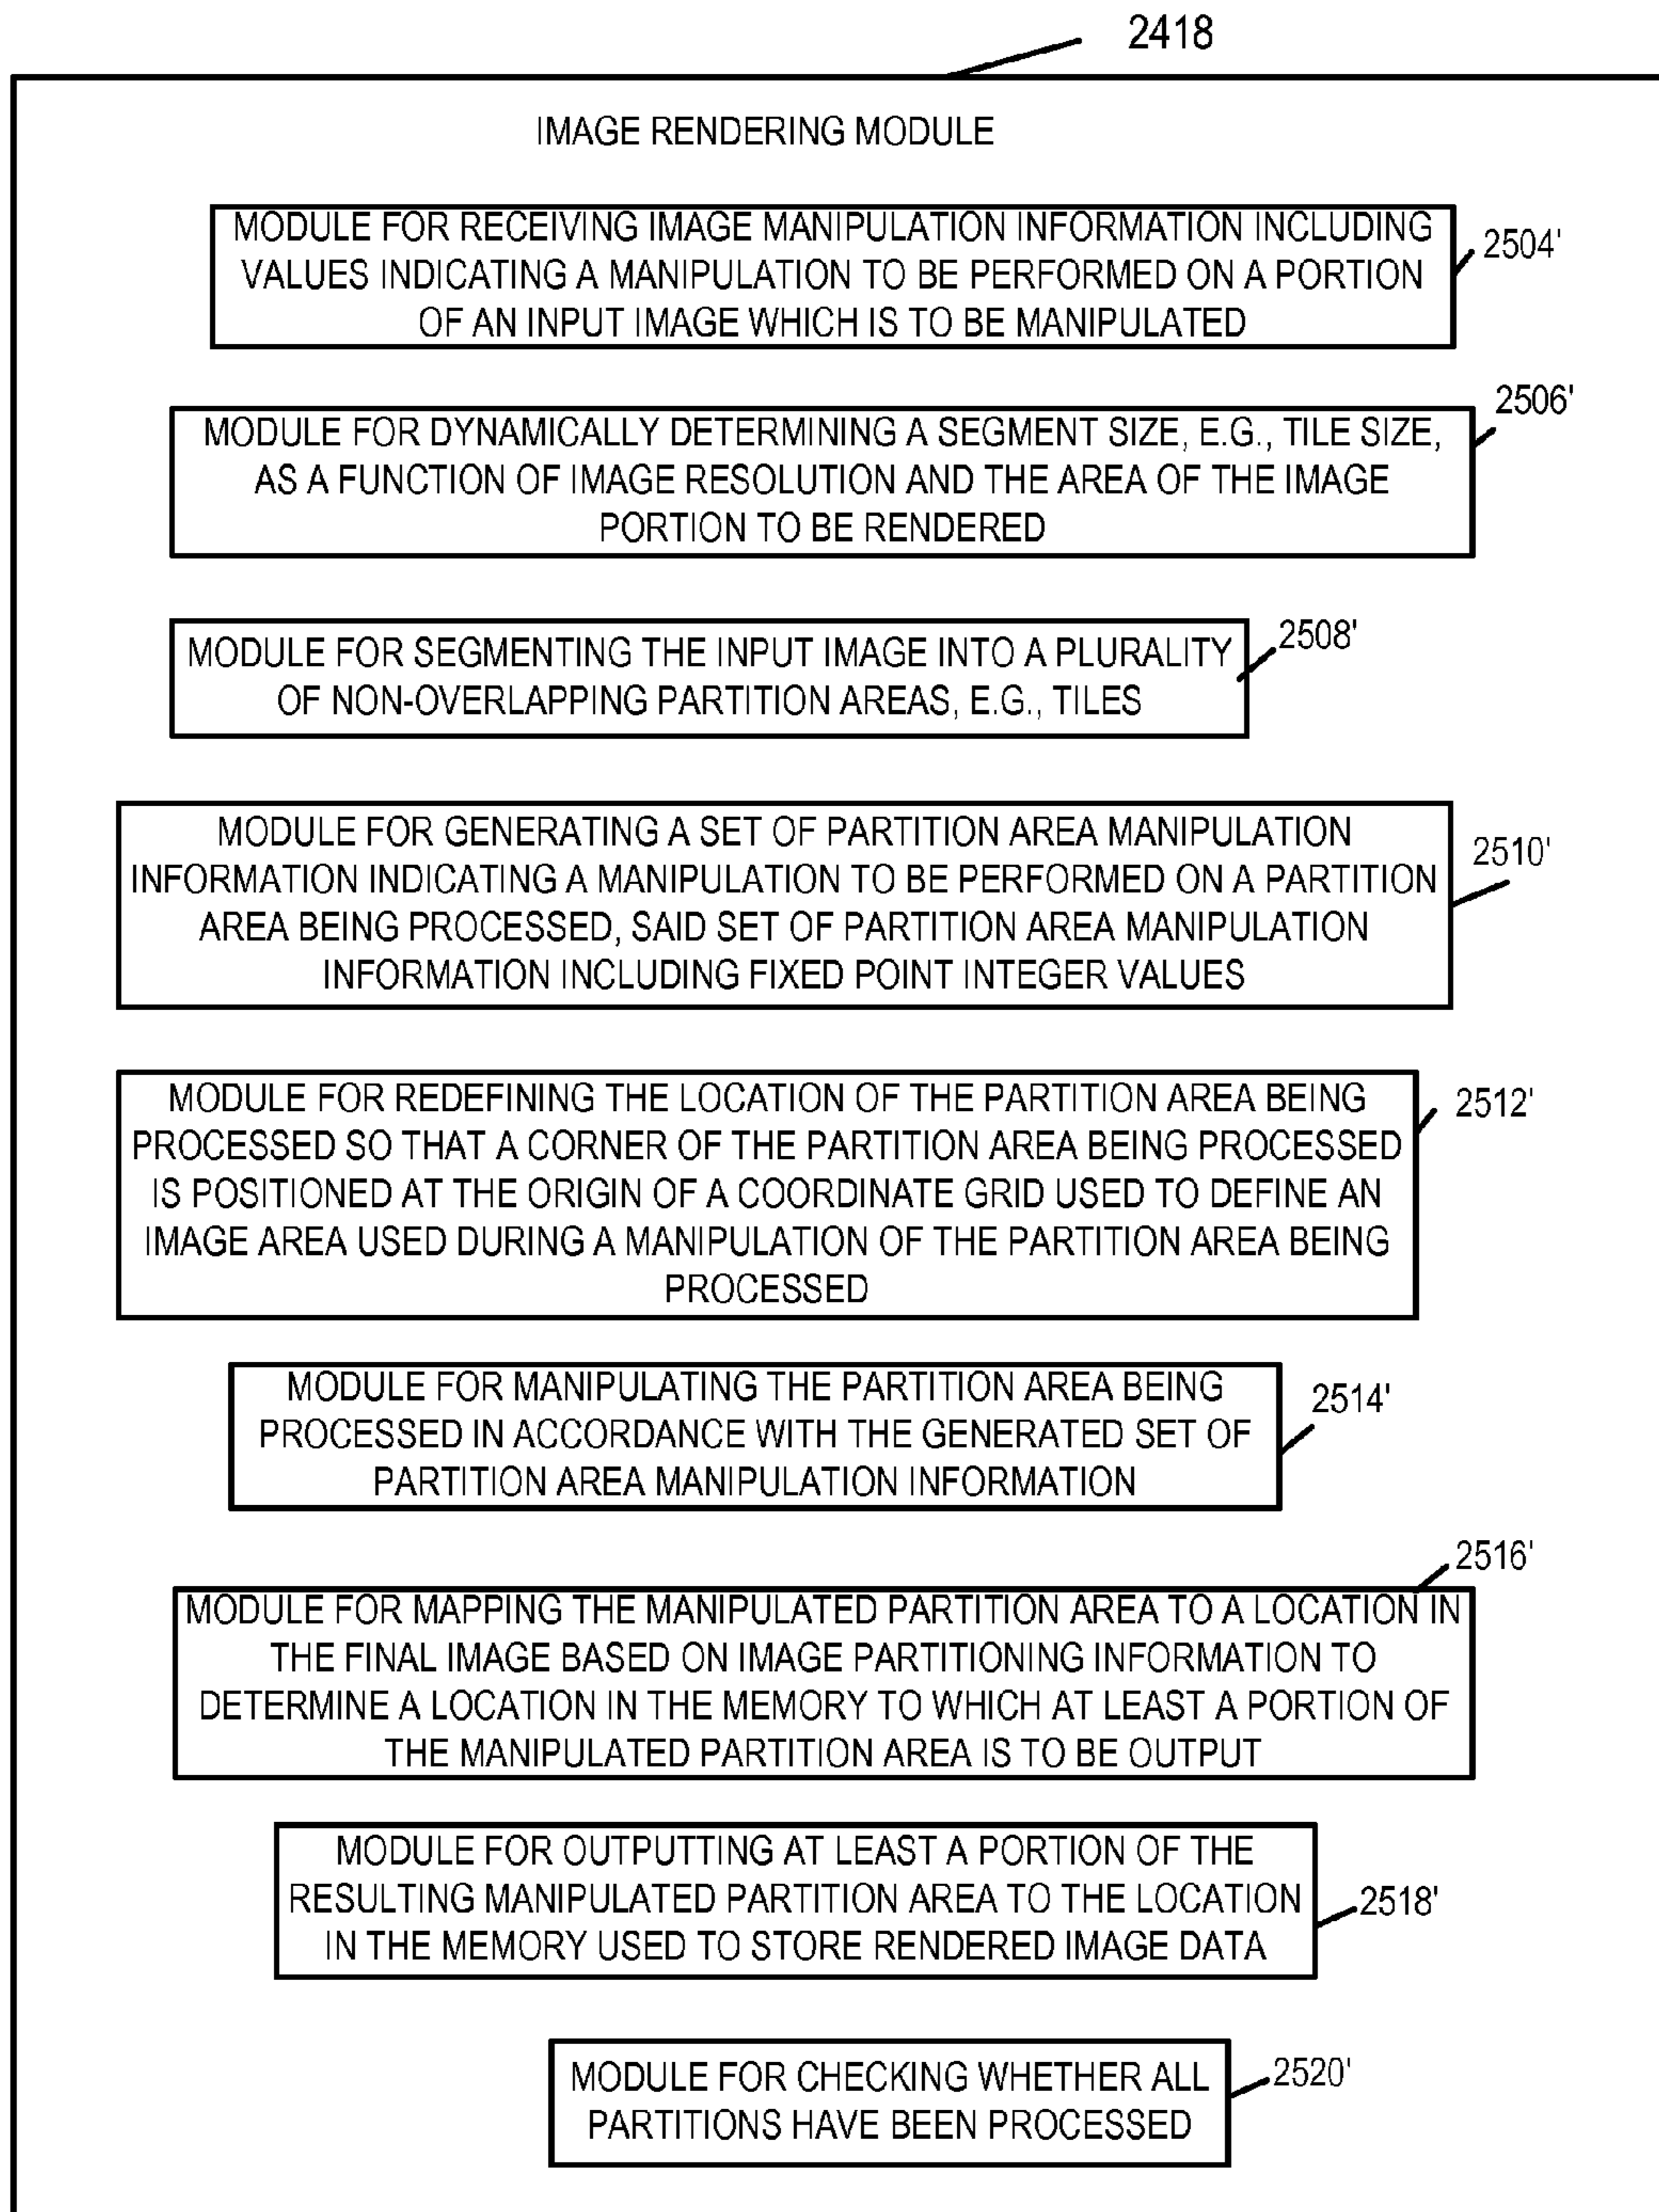 2418
IMAGE RENDERING MODULE
MODULE FOR RECEIVING IMAGE MANIPULATION INFORMATION INCLUDING
VALUES INDICATING A MANIPULATION TO BE PERFORMED ON A PORTION
OF AN INPUT IMAGE WHICH IS TO BE MANIPULATED
2504'
2506'
MODULE FOR DYNAMICALLY DETERMINING A SEGMENT SIZE, E.G., TILE SIZE,
AS A FUNCTION OF IMAGE RESOLUTION AND THE AREA OF THE IMAGE
PORTION TO BE RENDERED
MODULE FOR SEGMENTING THE INPUT IMAGE INTO A PLURALITY
OF NON-OVERLAPPING PARTITION AREAS, E.G., TILES
2508'
MODULE FOR GENERATING A SET OF PARTITION AREA MANIPULATION
INFORMATION INDICATING A MANIPULATION TO BE PERFORMED ON A PARTITION
AREA BEING PROCESSED, SAID SET OF PARTITION AREA MANIPULATION
INFORMATION INCLUDING FIXED POINT INTEGER VALUES
2510'
MODULE FOR REDEFINING THE LOCATION OF THE PARTITION AREA BEING
PROCESSED SO THAT A CORNER OF THE PARTITION AREA BEING PROCESSED
IS POSITIONED AT THE ORIGIN OF A COORDINATE GRID USED TO DEFINE AN
IMAGE AREA USED DURING A MANIPULATION OF THE PARTITION AREA BEING
PROCESSED
2512'
MODULE FOR MANIPULATING THE PARTITION AREA BEING
PROCESSED IN ACCORDANCE WITH THE GENERATED SET OF
PARTITION AREA MANIPULATION INFORMATION
2514'
2516'
MODULE FOR MAPPING THE MANIPULATED PARTITION AREA TO A LOCATION IN
THE FINAL IMAGE BASED ON IMAGE PARTITIONING INFORMATION TO
DETERMINE A LOCATION IN THE MEMORY TO WHICH AT LEAST A PORTION OF
THE MANIPULATED PARTITION AREA IS TO BE OUTPUT
MODULE FOR OUTPUTTING AT LEAST A PORTION OF THE
RESULTING MANIPULATED PARTITION AREA TO THE LOCATION
IN THE MEMORY USED TO STORE RENDERED IMAGE DATA
2518'
MODULE FOR CHECKING WHETHER ALL
PARTITIONS HAVE BEEN PROCESSED
2520'